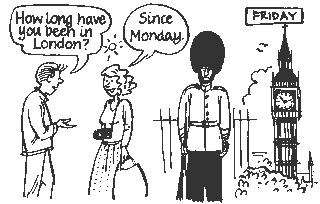 How long have
you been in
London?
Since
Monday.
FRIDAY